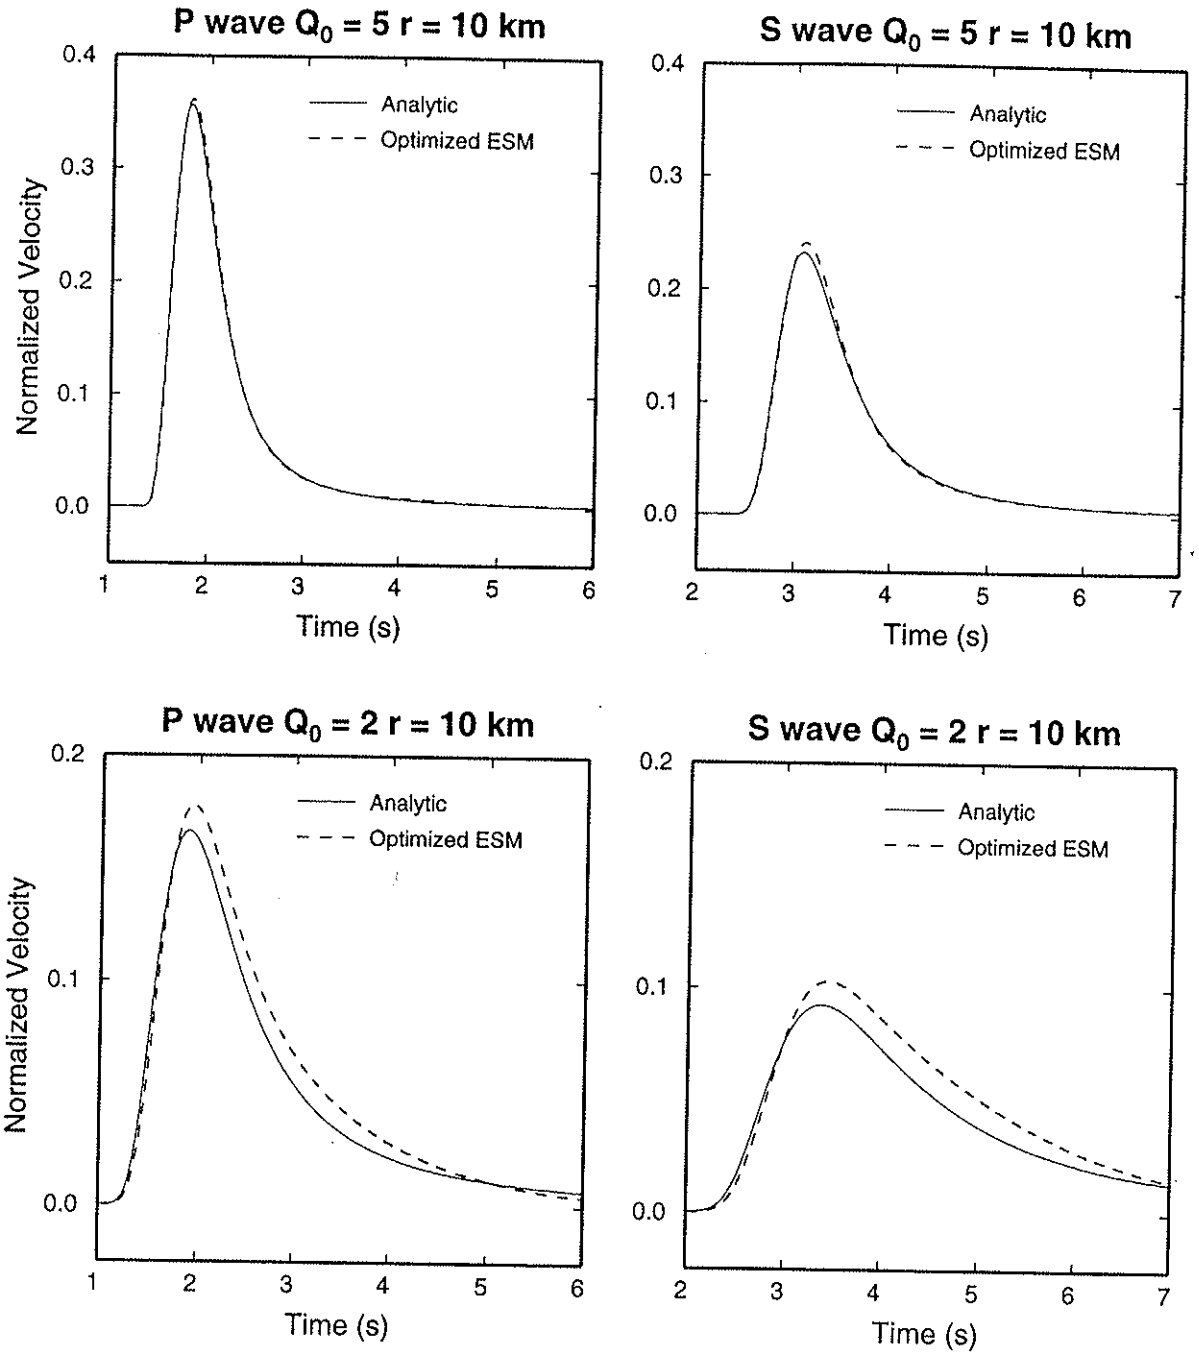 P wave Q0 = 5 r = 10 km
Normalized Velocity
0.4
0.3
0.2
0.1
0.0
Analytic
Optimized ESM
1 2 3 4 5 6
Time (s)
S wave Q0 = 5 r = 10 km
0.4
0.3
0.2
0.1
0.0
Analytic
Optimized ESM
2 3 4 5 6 7
Time (s)
P wave Q0 = 2 r = 10 km
Normalized Velocity
0.2
0.1
0.0
Analytic
Optimized ESM
1 2 3 4 5 6
Time (s)
S wave Q0 = 2 r = 10 km
0.2
0.1
0.0
Analytic
Optimized ESM
2 3 4 5 6 7
Time (s)